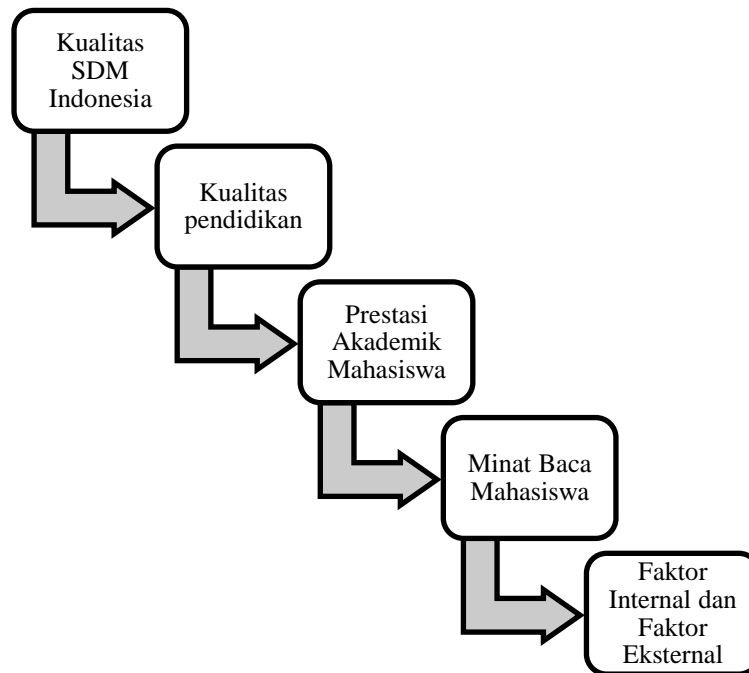 Kualitas
SDM
Indonesia
Kualitas
pendidikan
Prestasi
Akademik
Mahasiswa
Minat Baca
Mahasiswa
Faktor
Internal dan
Faktor
Eksternal